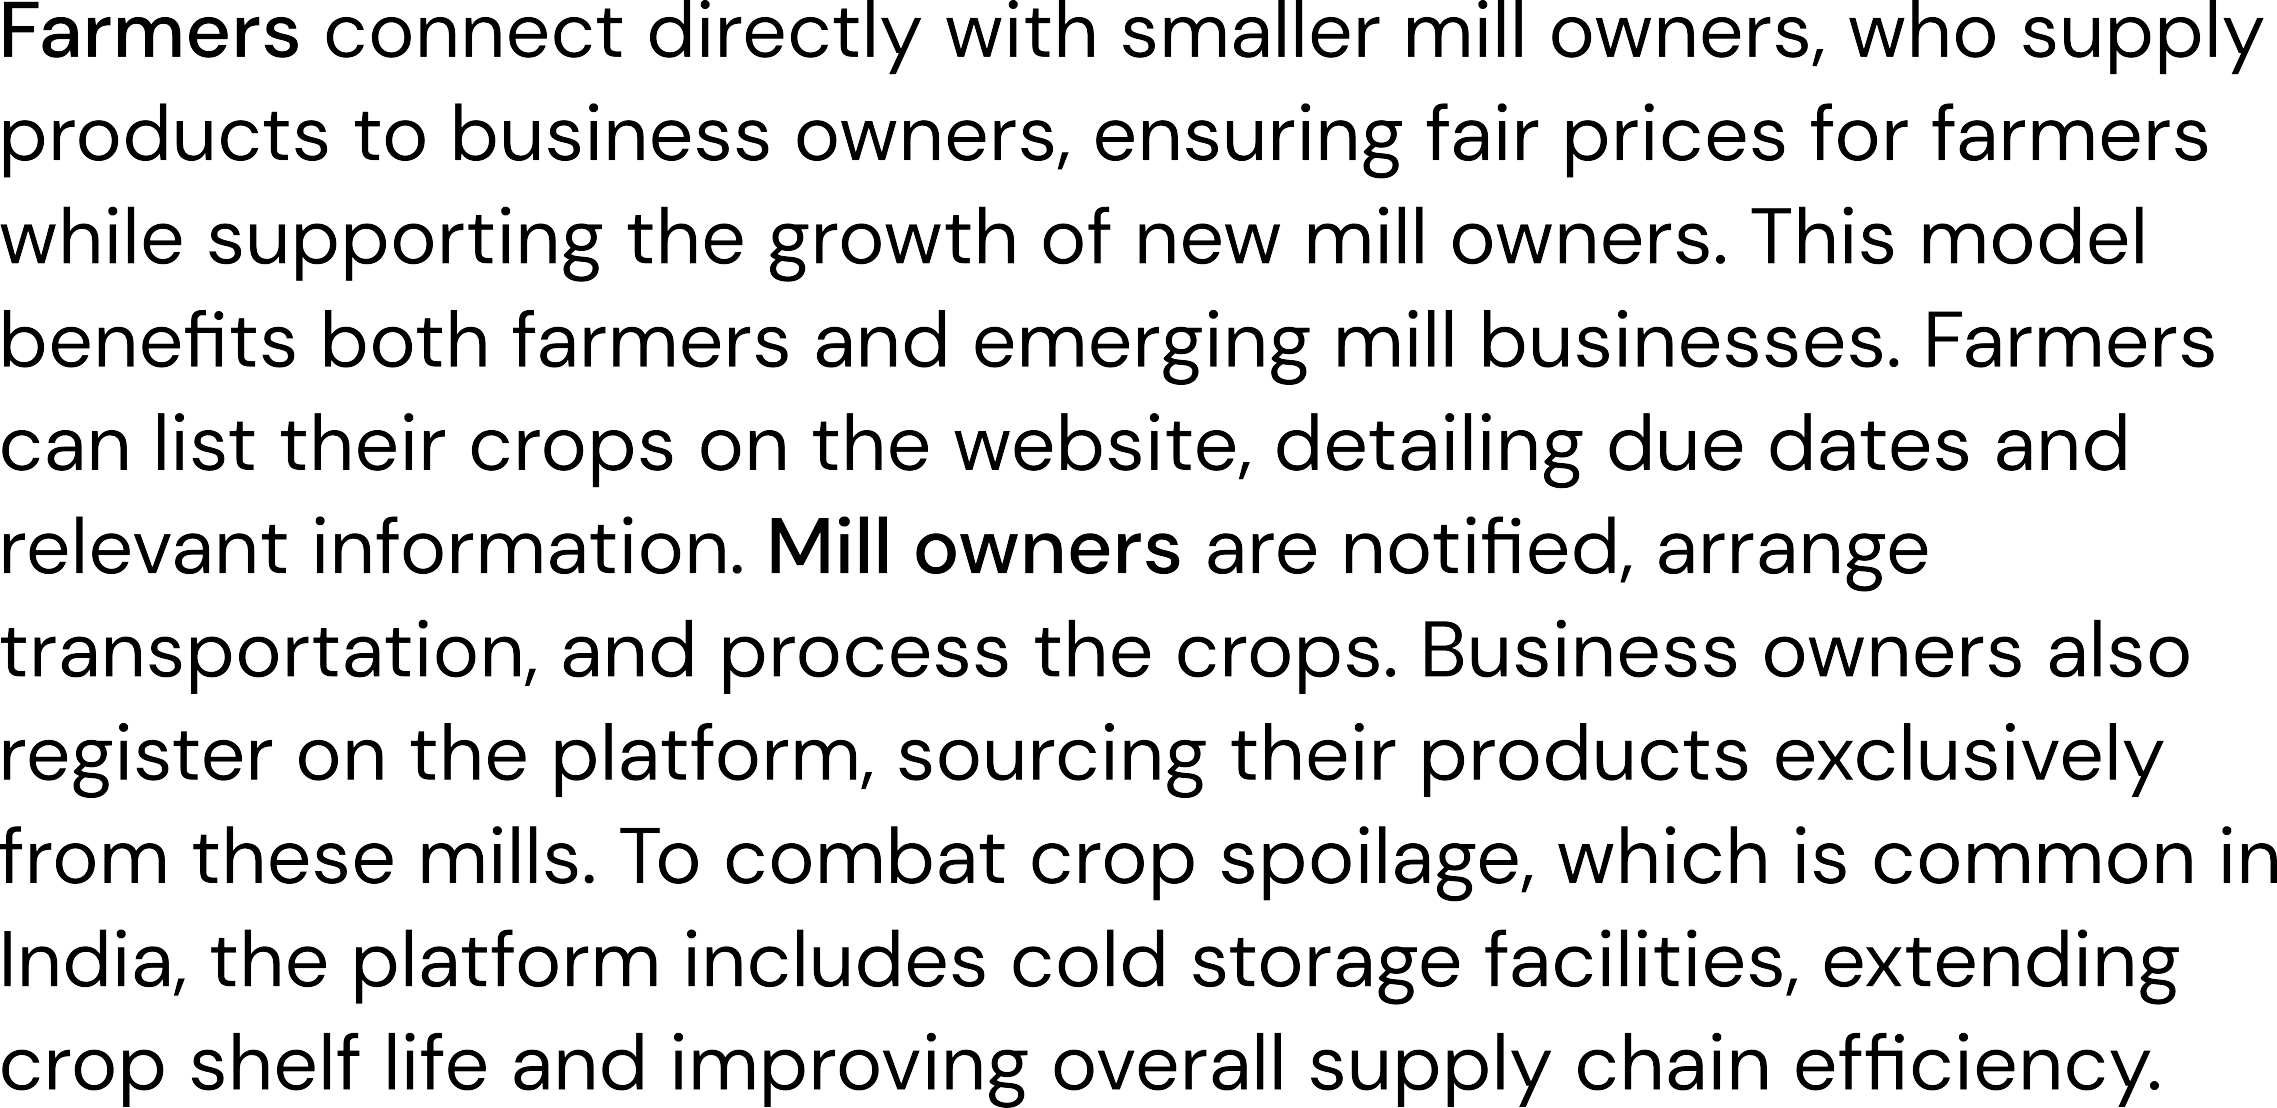 Farmers connect directly with smaller mill owners, who supply
products to business owners, ensuring fair prices for farmers
while supporting the growth of new mill owners. This model
benefits both farmers and emerging mill businesses. Farmers
can list their crops on the website, detailing due dates and
relevant information. Mill owners are notified, arrange
transportation, and process the crops. Business owners also
register on the platform, sourcing their products exclusively
from these mills. To combat crop spoilage, which is common in
India, the platform includes cold storage facilities, extending
crop shelf life and improving overall supply chain efficiency.